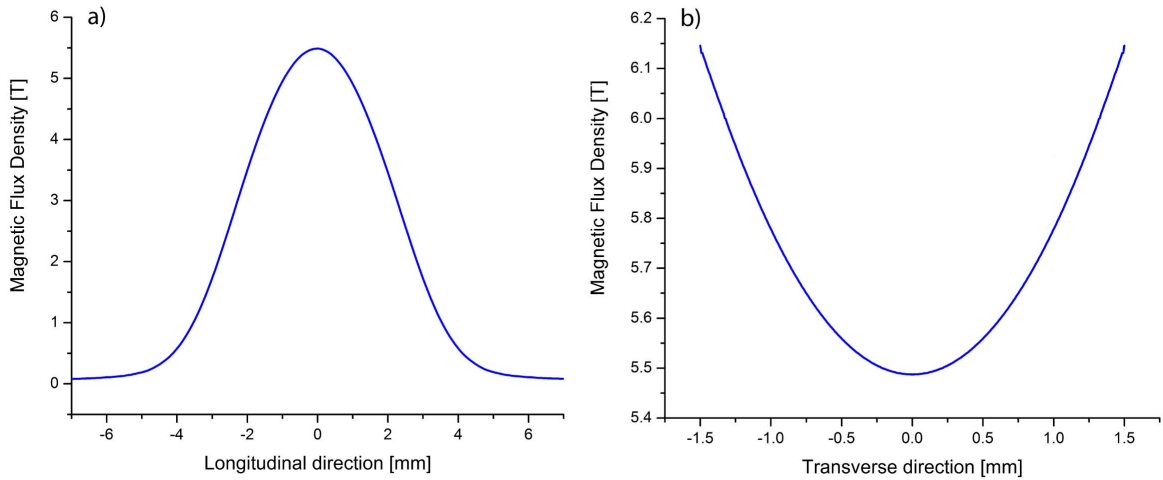 a)
6
5
4
3
2
1
0
Magnetic Flux Density [T]
-6 -4 -2 0 2 4 6
Longitudinal direction [mm]
b)
6.2
6.1
6.0
5.9
5.8
5.7
5.6
5.5
5.4
Magnetic Flux Density [T]
-1.5 -1.0 -0.5 0.0 0.5 1.0 1.5
Transverse direction [mm]